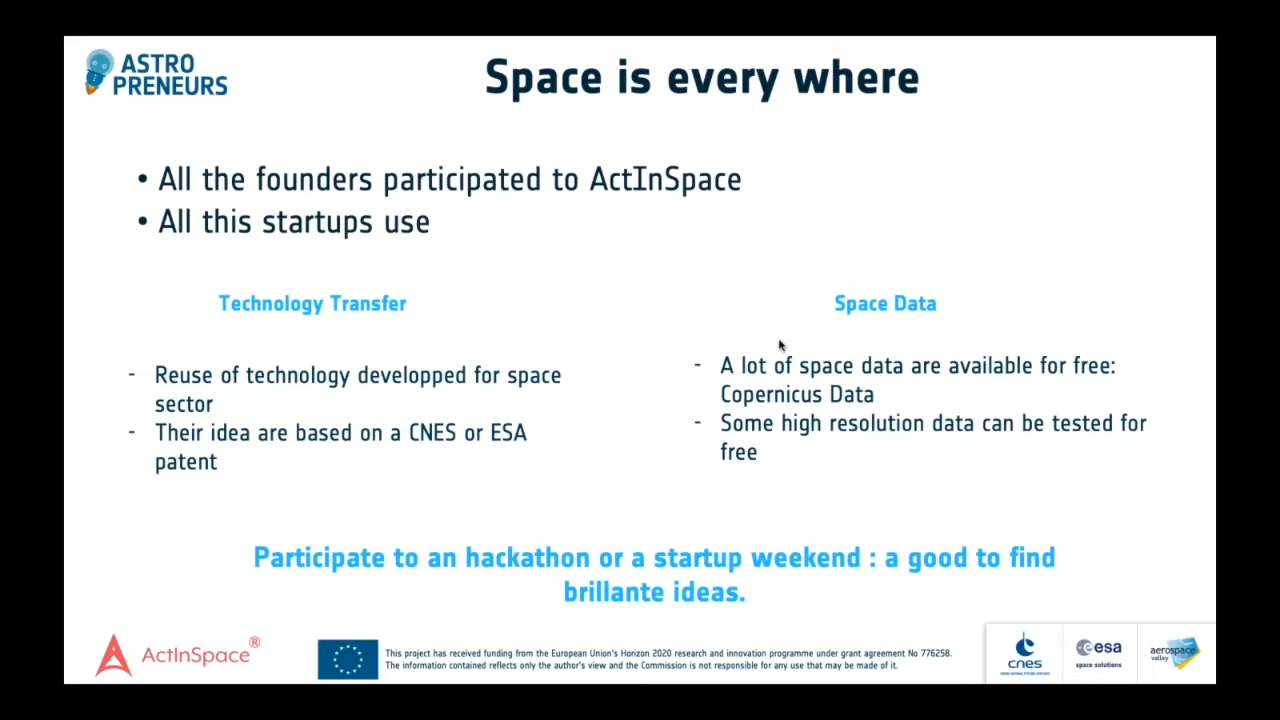 ASTRO
PRENEURS
Space is every where
• All the founders participated to ActInSpace
• All this startups use
Technology Transfer
- Reuse of technology developped for space
sector
- Their idea are based on a CNES or ESA
patent
Space Data
- A lot of space data are available for free:
Copernicus Data
- Some high resolution data can be tested for
free
Participate to an hackathon or a startup weekend : a good to find
brillante ideas.
ActInSpace®
This project has received funding from the European Union's Horizon 2020 research and innovation programme under grant agreement No 776258.
The information contained reflects only the author's view and the Commission is not responsible for any use that may be made of it.
cnes
esa
space solutions
aerospace
valley